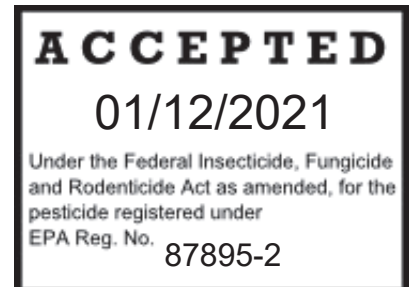 ACCEPTED
01/12/2021
Under the Federal Insecticide, Fungicide
and Rodenticide Act as amended, for the
pesticide registered under
EPA Reg. No. 87895-2